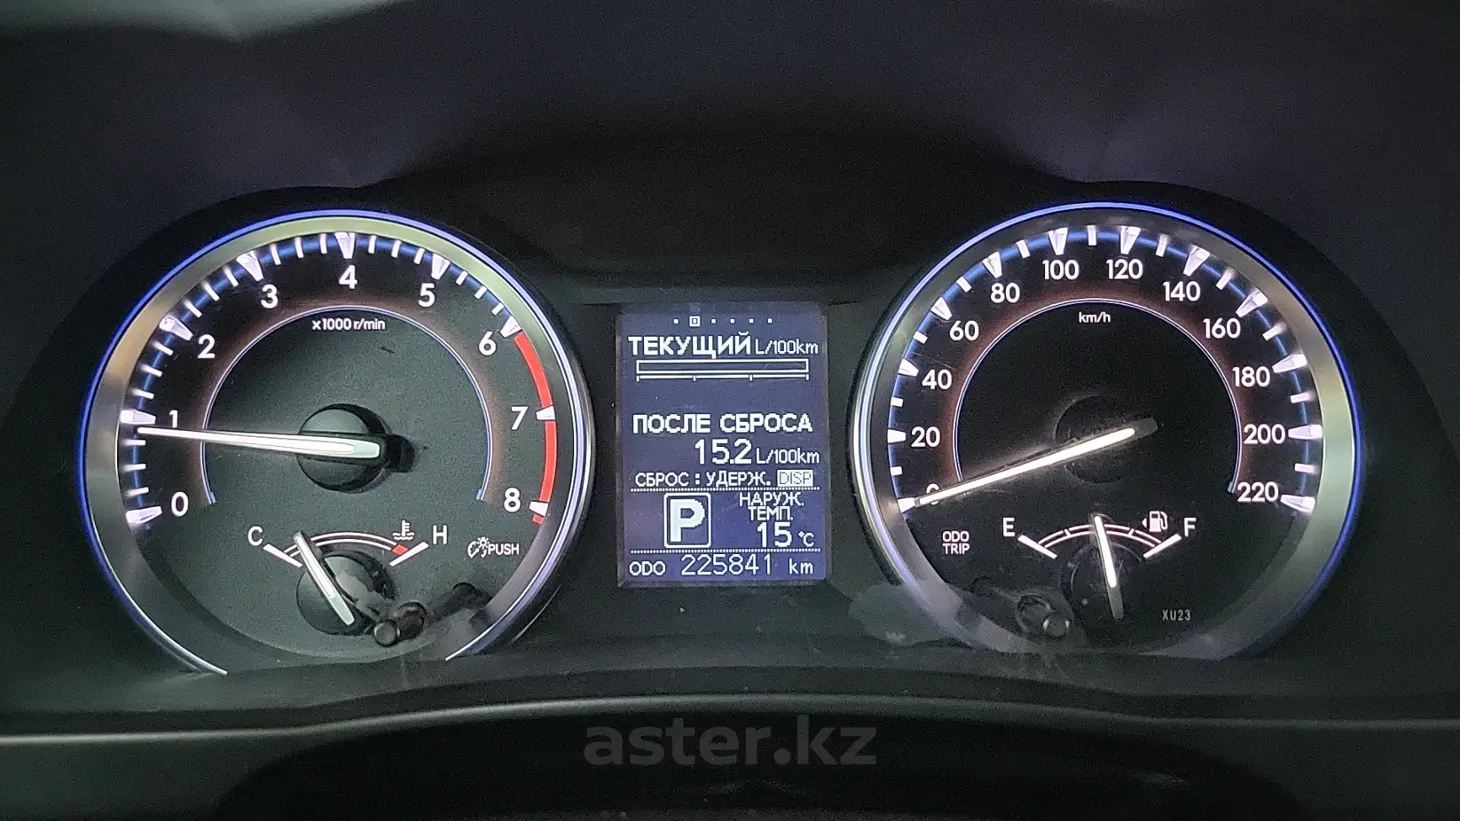 0
1
2
3
4
5
6
7
8
x1000 r/min
C
H
PUSH
ТЕКУЩИЙ L/100km
ПОСЛЕ СБРОСА
15.2 L/100km
СБРОС : УДЕРЖ. DISP
P
НАРУЖ.
ТЕМП.
15 °C
ODO 225841 km
0
20
40
60
80
100
120
140
160
180
200
220
km/h
ODO
TRIP
E
F
XU23
aster.kz